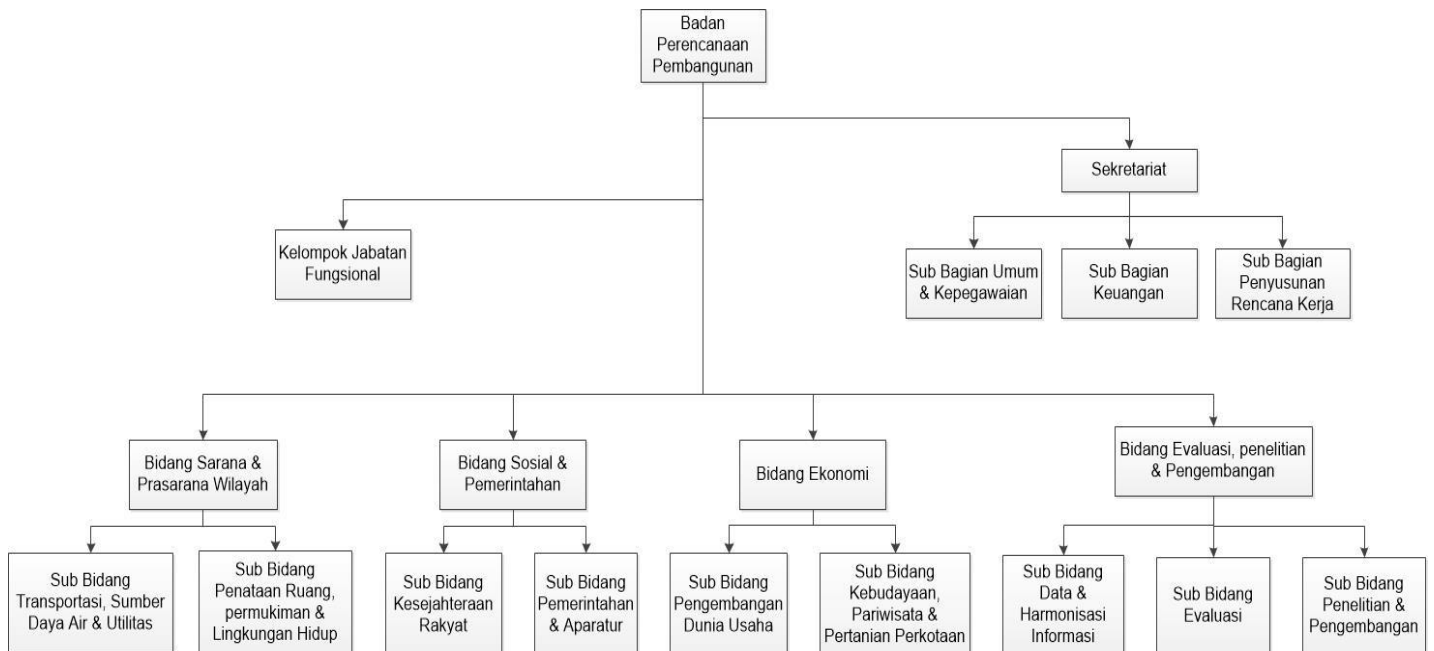 Badan
Perencanaan
Pembangunan
Sekretariat
Kelompok Jabatan
Fungsional
Sub Bagian Umum
& Kepegawaian
Sub Bagian
Keuangan
Sub Bagian
Penyusunan
Rencana Kerja
Bidang Sarana &
Prasarana Wilayah
Bidang Sosial &
Pemerintahan
Bidang Ekonomi
Bidang Evaluasi, penelitian
& Pengembangan
Sub Bidang
Transportasi, Sumber
Daya Air & Utilitas
Sub Bidang
Penataan Ruang,
permukiman &
Lingkungan Hidup
Sub Bidang
Kesejahteraan
Rakyat
Sub Bidang
Pemerintahan
& Aparatur
Sub Bidang
Pengembangan
Dunia Usaha
Sub Bidang
Kebudayaan,
Pariwisata &
Pertanian Perkotaan
Sub Bidang
Data &
Harmonisasi
Informasi
Sub Bidang
Evaluasi
Sub Bidang
Penelitian &
Pengembangan